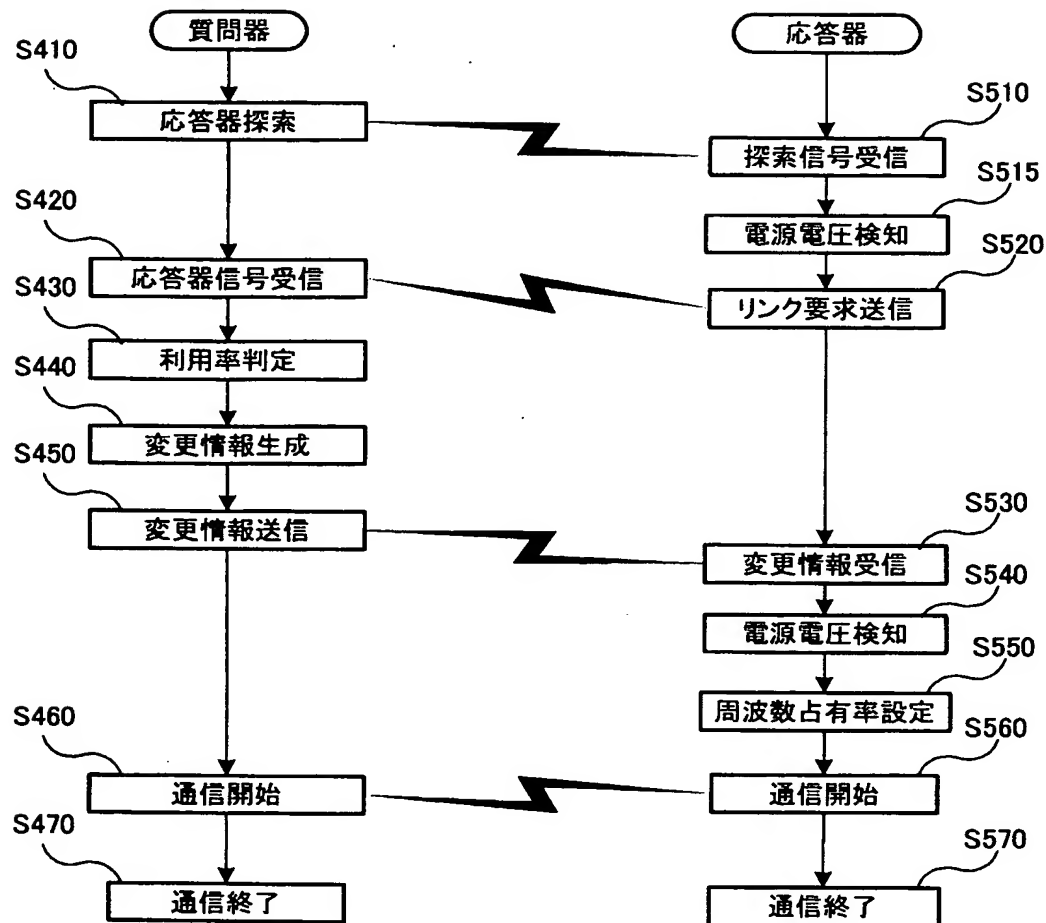 質問器
S410
応答器探索
S420
応答器信号受信
S430
利用率判定
S440
変更情報生成
S450
変更情報送信
S460
通信開始
S470
通信終了
応答器
S510
探索信号受信
S515
電源電圧検知
S520
リンク要求送信
S530
変更情報受信
S540
電源電圧検知
S550
周波数占有率設定
S560
通信開始
S570
通信終了